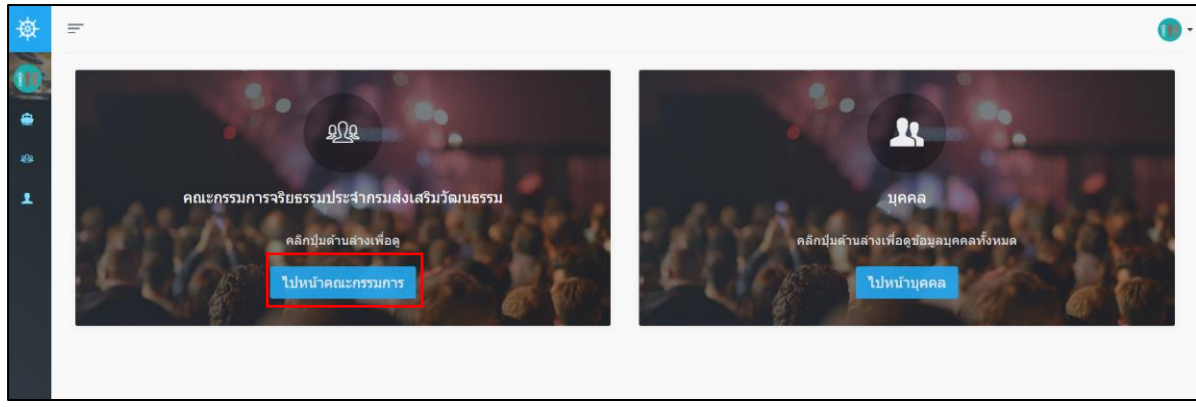 คณะกรรมการจริยธรรมประจำกรมส่งเสริมวัฒนธรรม
คลิกปุ่มด้านล่างเพื่อดู
ไปหน้าคณะกรรมการ
บุคคล
คลิกปุ่มด้านล่างเพื่อดูข้อมูลบุคคลทั้งหมด
ไปหน้าบุคคล